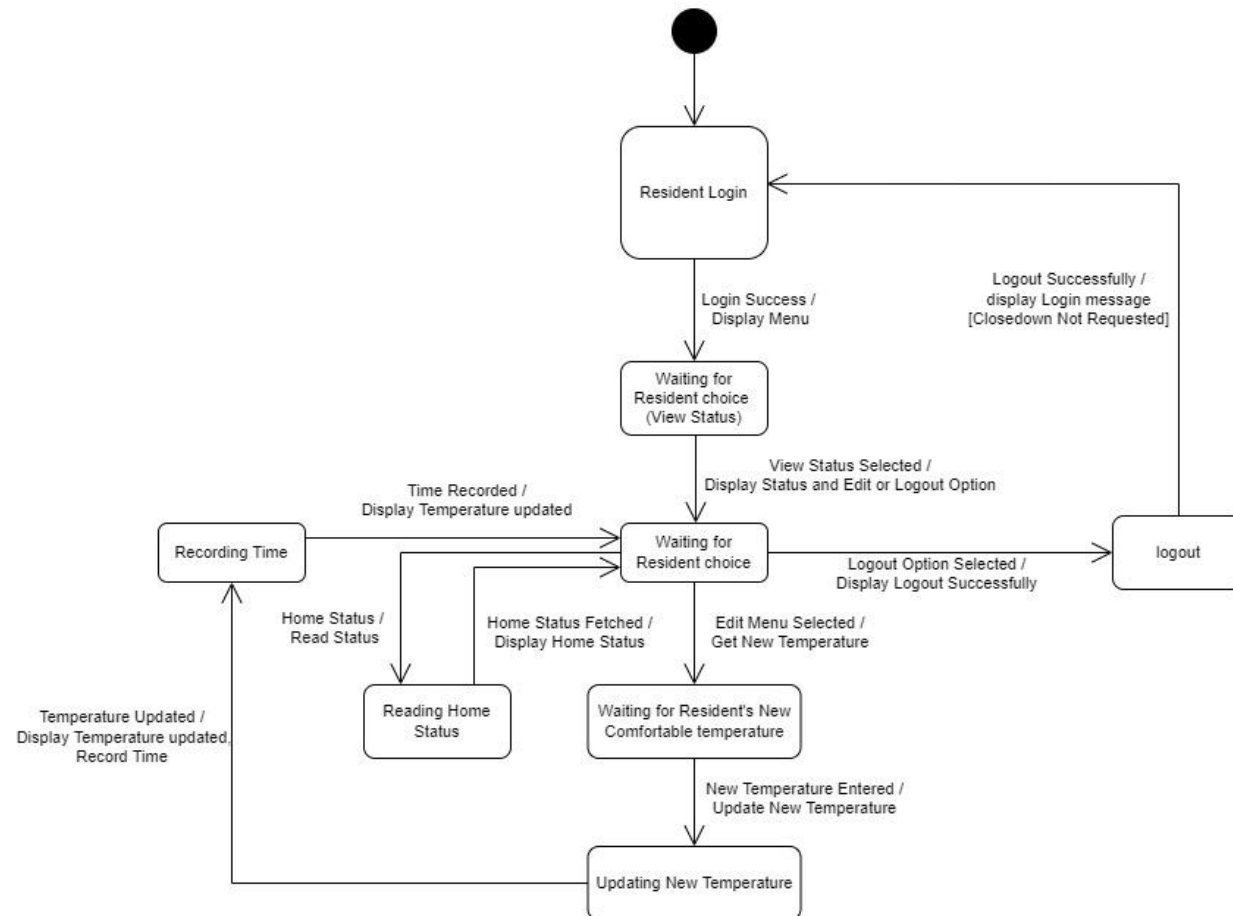 Resident Login
Logout Successfully /
display Login message
[Closedown Not Requested]
Login Success /
Display Menu
Waiting for
Resident choice
(View Status)
View Status Selected /
Display Status and Edit or Logout Option
Time Recorded /
Display Temperature updated
Recording Time
Waiting for
Resident choice
logout
Logout Option Selected /
Display Logout Successfully
Home Status /
Read Status
Home Status Fetched /
Display Home Status
Edit Menu Selected /
Get New Temperature
Reading Home
Status
Waiting for Resident's New
Comfortable temperature
Temperature Updated /
Display Temperature updated,
Record Time
New Temperature Entered /
Update New Temperature
Updating New Temperature